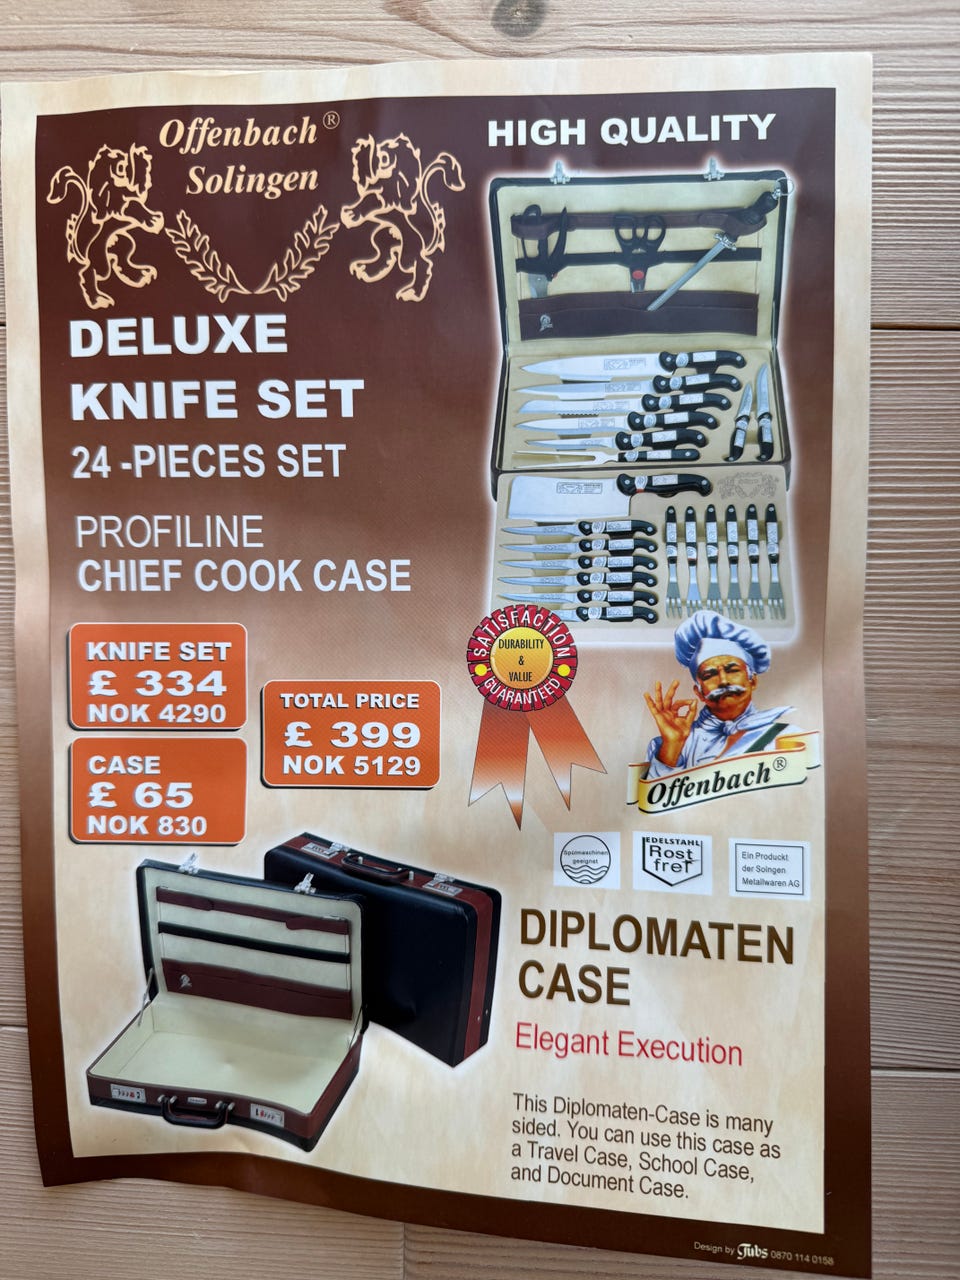 Offenbach®
Solingen
HIGH QUALITY
DELUXE
KNIFE SET
24 -PIECES SET
PROFILINE
CHIEF COOK CASE
KNIFE SET
£ 334
NOK 4290
TOTAL PRICE
£ 399
NOK 5129
CASE
£ 65
NOK 830
SATISFACTION
DURABILITY
&
VALUE
GUARANTEED
Offenbach®
Spülmaschinen
geeignet
EDELSTAHL
Rost
frei
Ein Produckt
der Soingen
Metallwaren AG
DIPLOMATEN
CASE
Elegant Execution
This Diplomaten-Case is many
sided. You can use this case as
a Travel Case, School Case,
and Document Case.
Design by Tubs 0870 114 0158